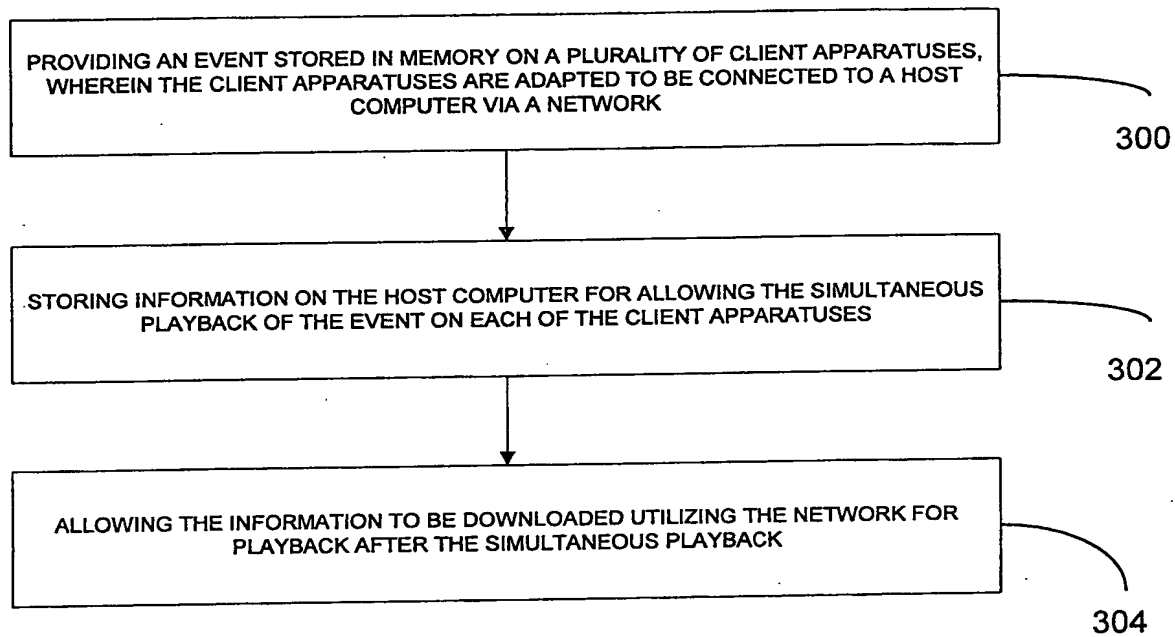 PROVIDING AN EVENT STORED IN MEMORY ON A PLURALITY OF CLIENT APPARATUSES,
WHEREIN THE CLIENT APPARATUSES ARE ADAPTED TO BE CONNECTED TO A HOST
COMPUTER VIA A NETWORK
300
STORING INFORMATION ON THE HOST COMPUTER FOR ALLOWING THE SIMULTANEOUS
PLAYBACK OF THE EVENT ON EACH OF THE CLIENT APPARATUSES
302
ALLOWING THE INFORMATION TO BE DOWNLOADED UTILIZING THE NETWORK FOR
PLAYBACK AFTER THE SIMULTANEOUS PLAYBACK
304